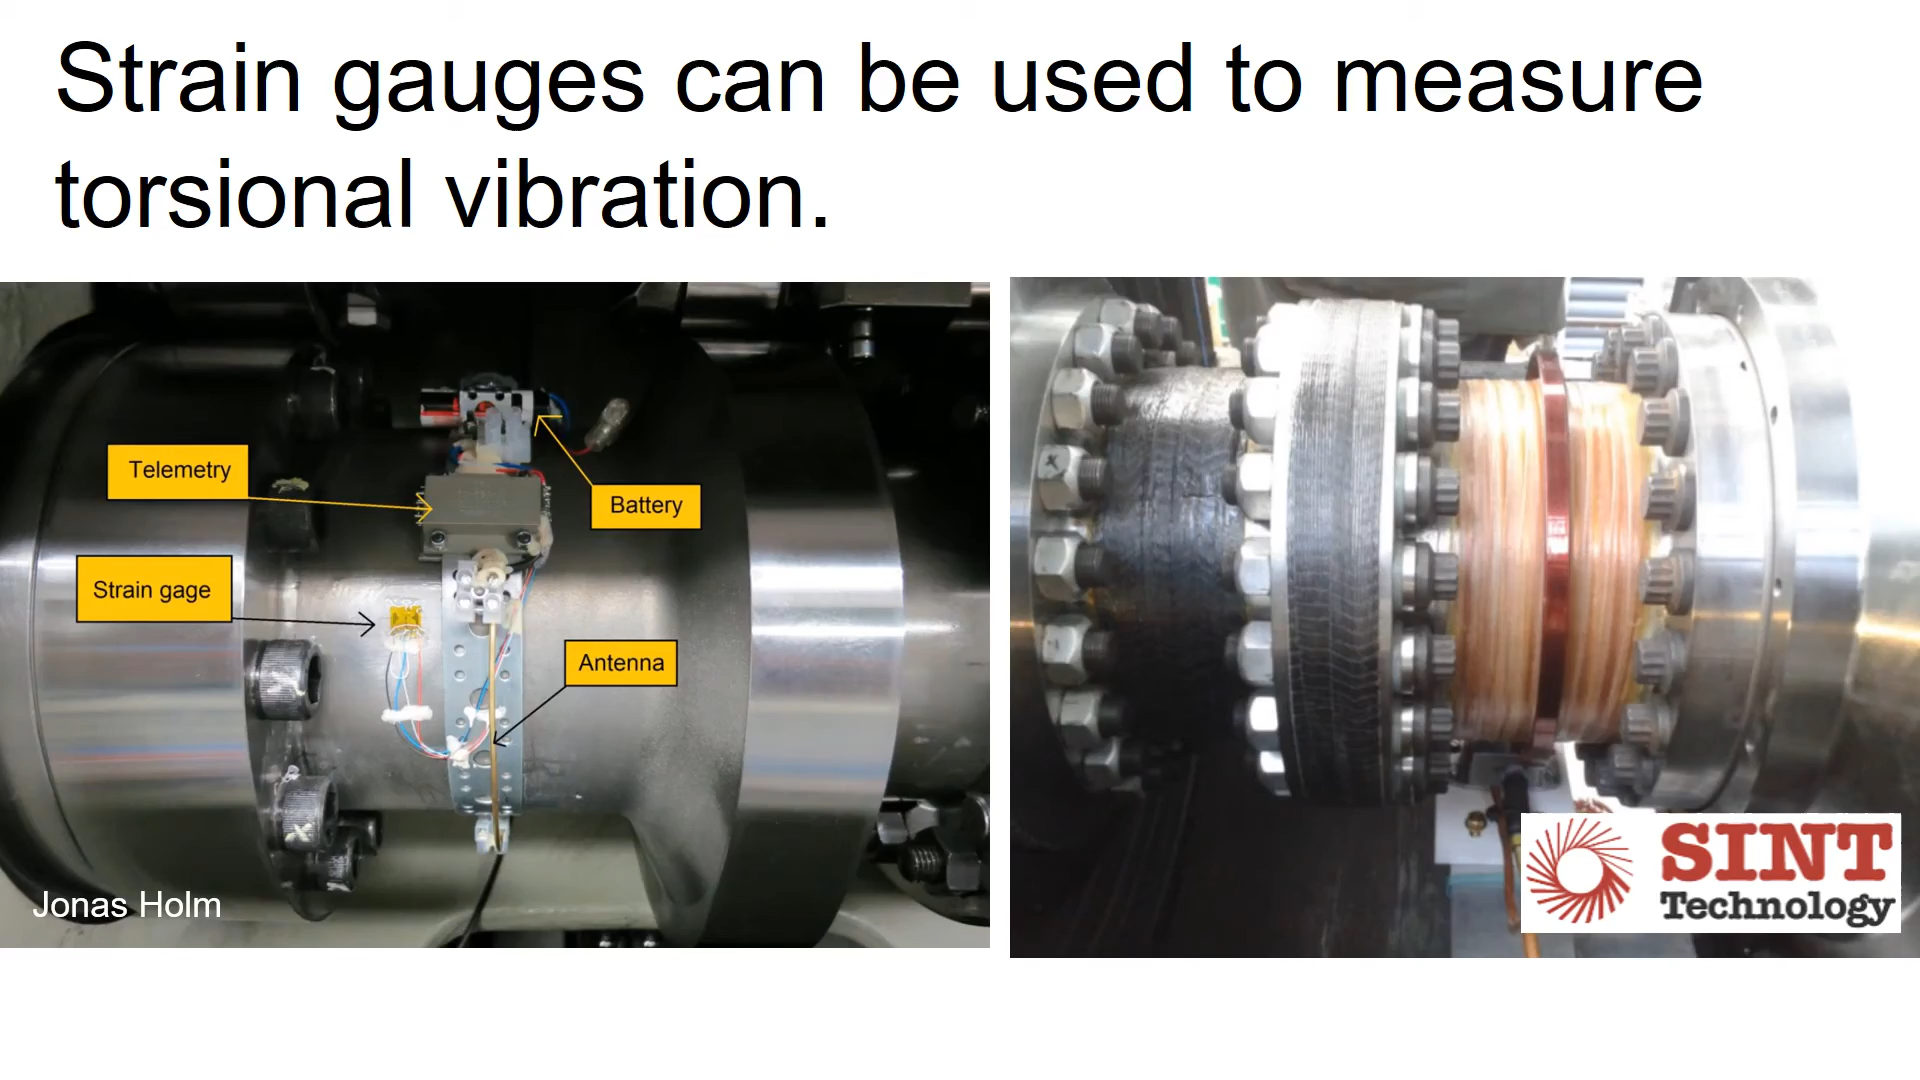 Strain gauges can be used to measure
torsional vibration.
Telemetry
Battery
Strain gage
Antenna
Jonas Holm
SINT
Technology